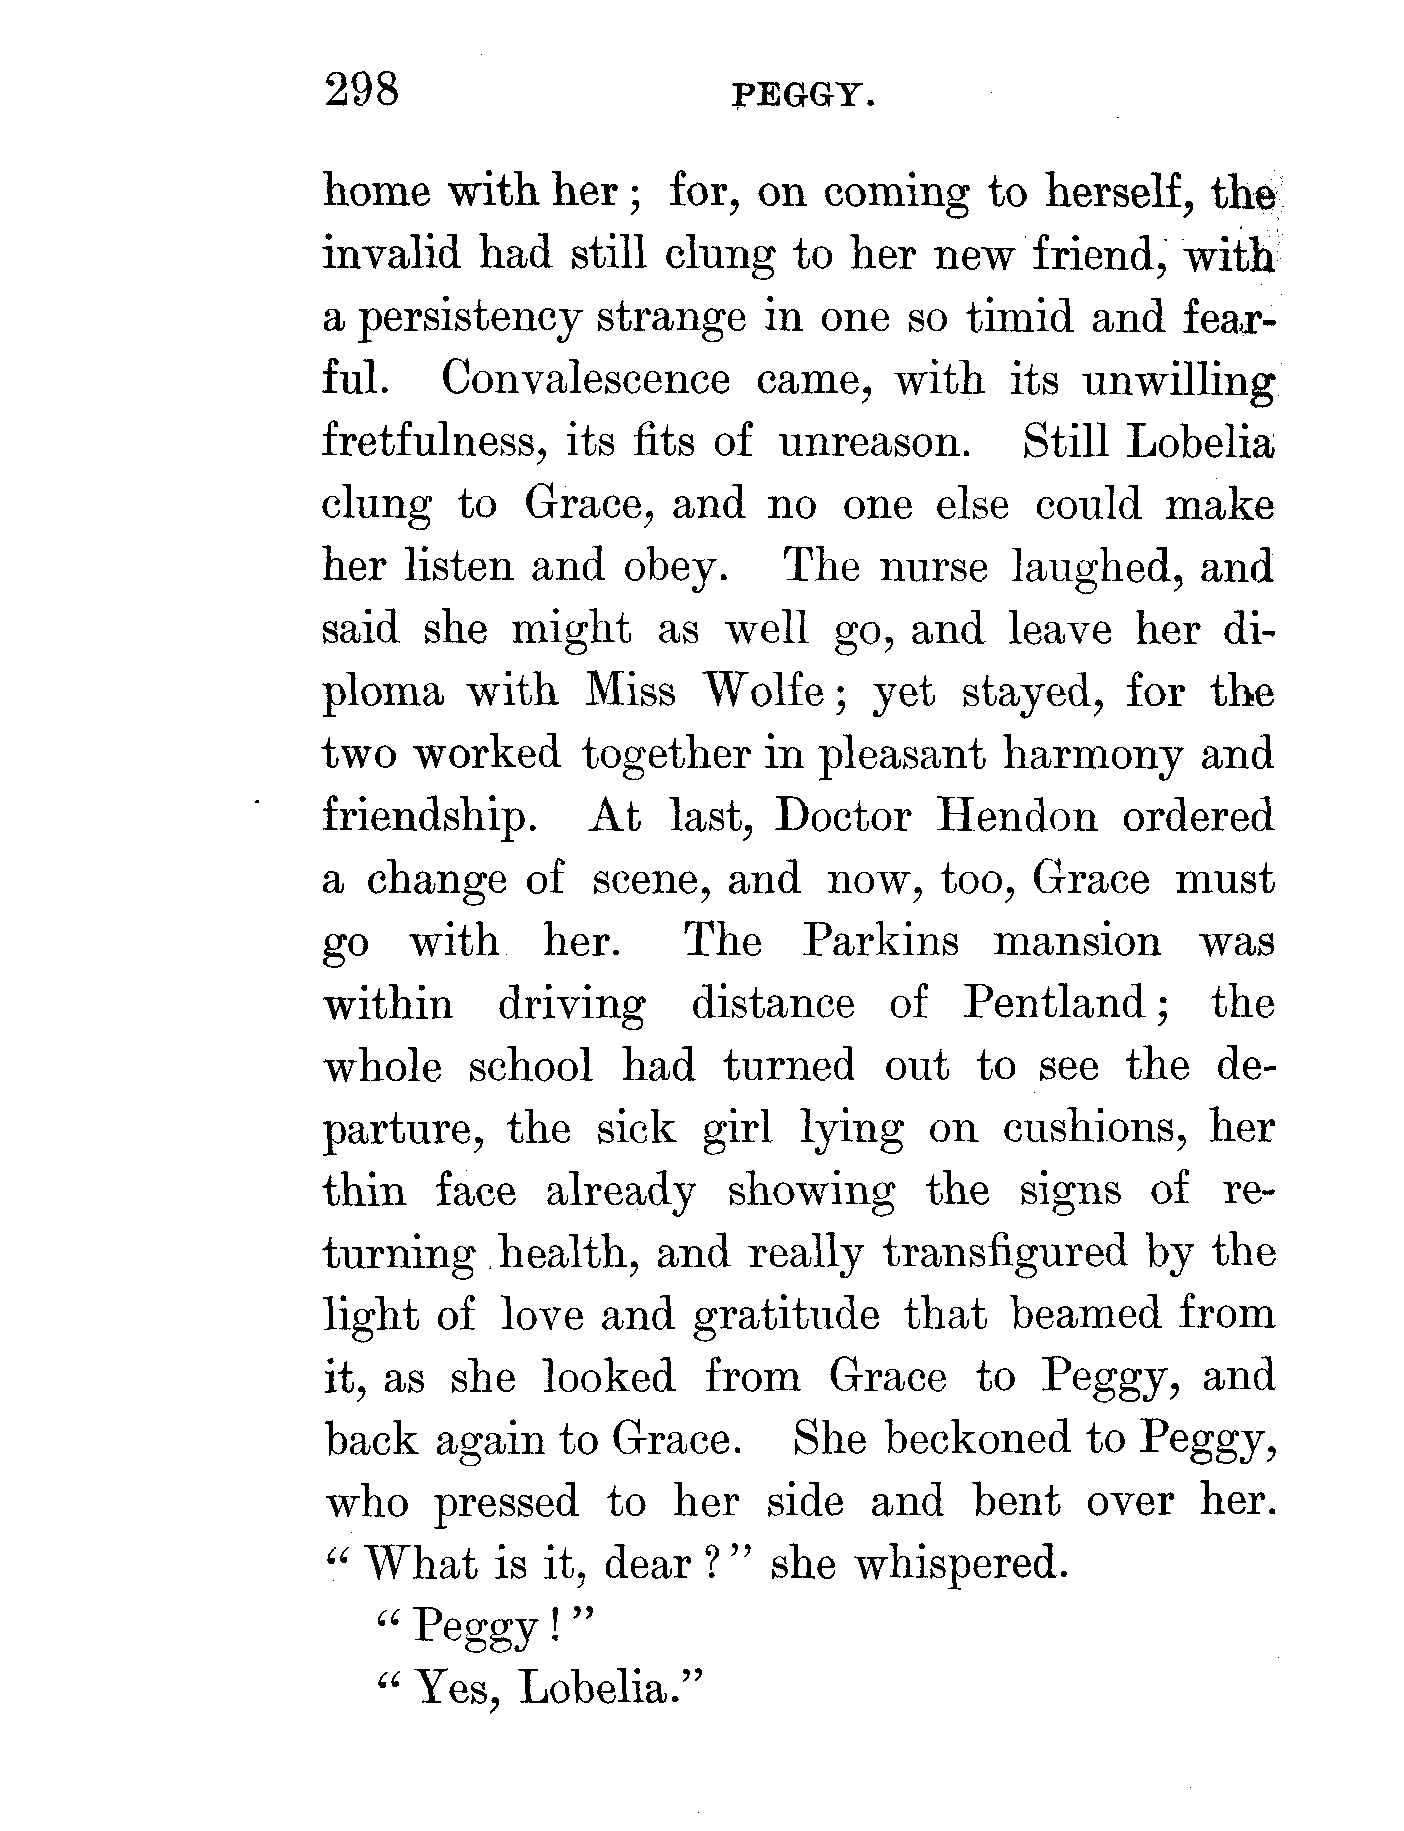 298 PEGGY.
home with her; for, on coming to herself, the
invalid had still clung to her new friend, with
a persistency strange in one so timid and fear-
ful. Convalescence came, with its unwilling
fretfulness, its fits of unreason. Still Lobelia
clung to Grace, and no one else could make
her listen and obey. The nurse laughed, and
said she might as well go, and leave her di-
ploma with Miss Wolfe; yet stayed, for the
two worked together in pleasant harmony and
friendship. At last, Doctor Hendon ordered
a change of scene, and now, too, Grace must
go with her. The Parkins mansion was
within driving distance of Pentland; the
whole school had turned out to see the de-
parture, the sick girl lying on cushions, her
thin face already showing the signs of re-
turning health, and really transfigured by the
light of love and gratitude that beamed from
it, as she looked from Grace to Peggy, and
back again to Grace. She beckoned to Peggy,
who pressed to her side and bent over her.
“What is it, dear?” she whispered.
“Peggy!”
“Yes, Lobelia.”